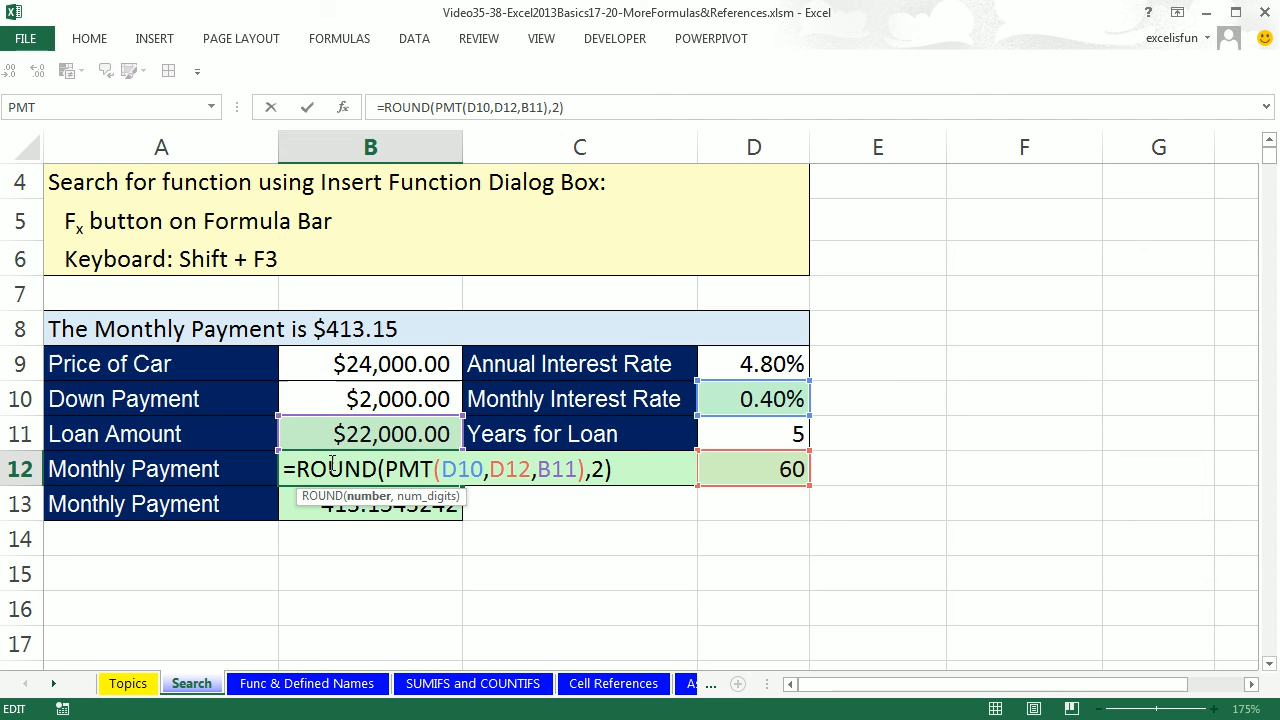 Video35-38-Excel2013Basics17-20-MoreFormulas&References.xlsm - Excel
FILE HOME INSERT PAGE LAYOUT FORMULAS DATA REVIEW VIEW DEVELOPER POWERPIVOT excelisfun
PMT =ROUND(PMT(D10,D12,B11),2)
A B C D E F G
4 Search for function using Insert Function Dialog Box:
5 Fx button on Formula Bar
6 Keyboard: Shift + F3
7
8 The Monthly Payment is $413.15
9 Price of Car $24,000.00 Annual Interest Rate 4.80%
10 Down Payment $2,000.00 Monthly Interest Rate 0.40%
11 Loan Amount $22,000.00 Years for Loan 5
12 Monthly Payment =ROUND(PMT(D10,D12,B11),2) 60
ROUND(number, num_digits)
13 Monthly Payment
14
15
16
17
Topics Search Func & Defined Names SUMIFS and COUNTIFS Cell References As ...
EDIT 175%